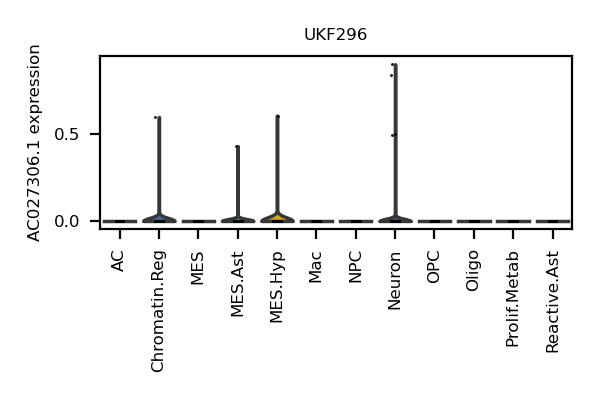 UKF296
AC027306.1 expression
0.5
0.0
AC
Chromatin.Reg
MES
MES.Ast
MES.Hyp
Mac
NPC
Neuron
OPC
Oligo
Prolif.Metab
Reactive.Ast